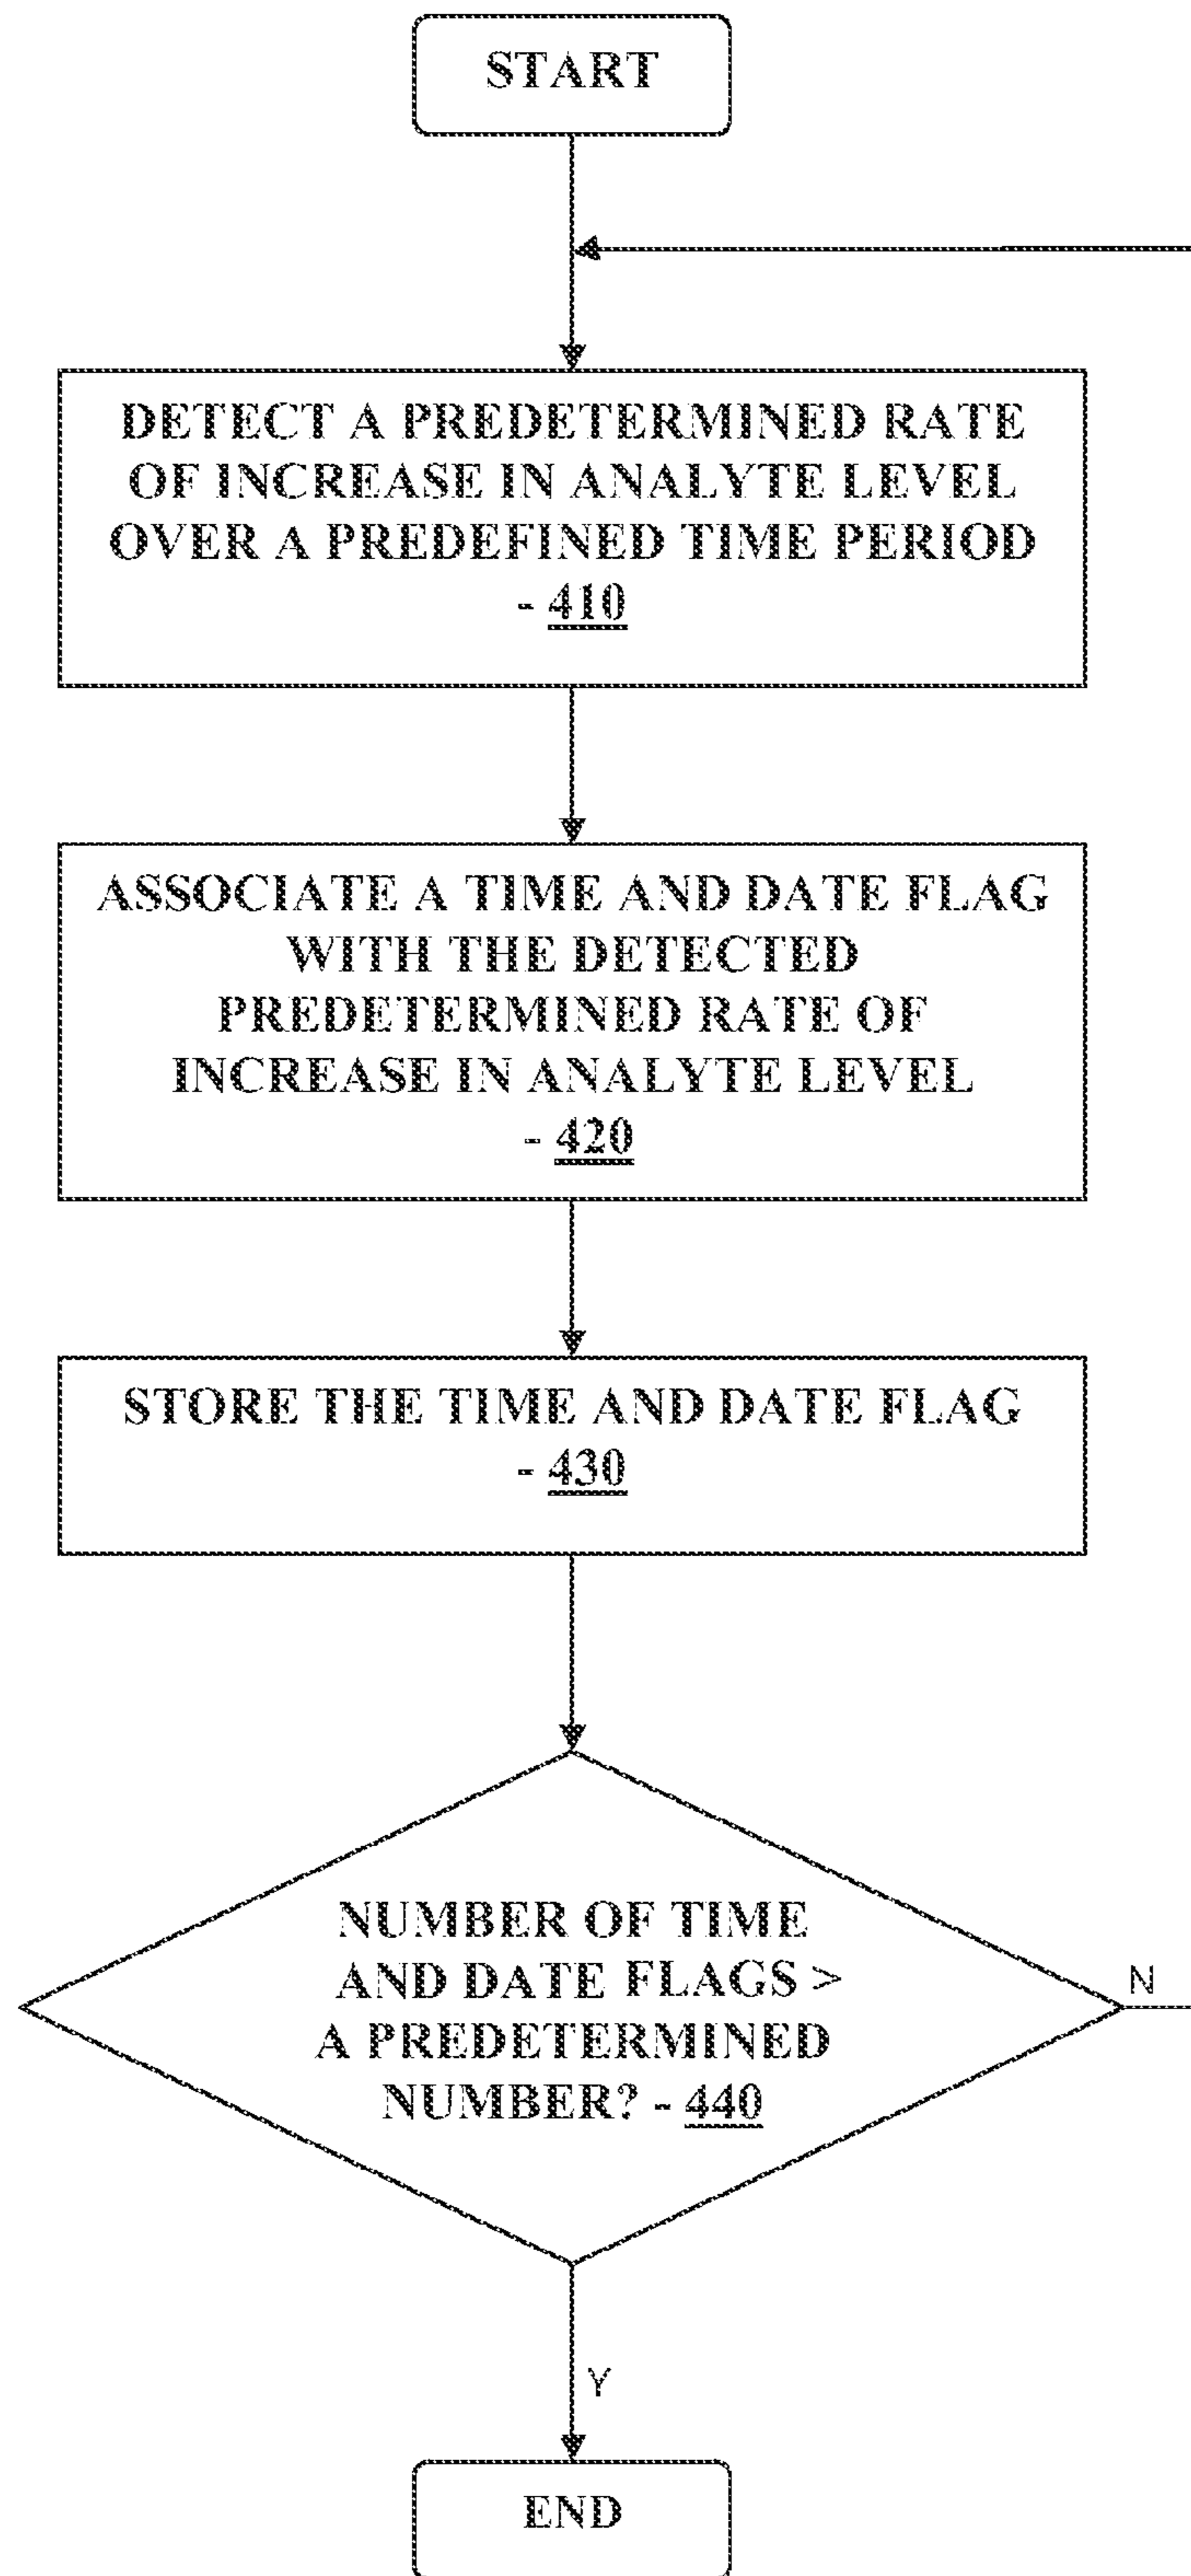 START
DETECT A PREDETERMINED RATE
OF INCREASE IN ANALYTE LEVEL
OVER A PREDEFINED TIME PERIOD
- 410
ASSOCIATE A TIME AND DATE FLAG
WITH THE DETECTED
PREDETERMINED RATE OF
INCREASE IN ANALYTE LEVEL
- 420
STORE THE TIME AND DATE FLAG
- 430
NUMBER OF TIME
AND DATE FLAGS >
A PREDETERMINED
NUMBER? - 440
N
Y
END